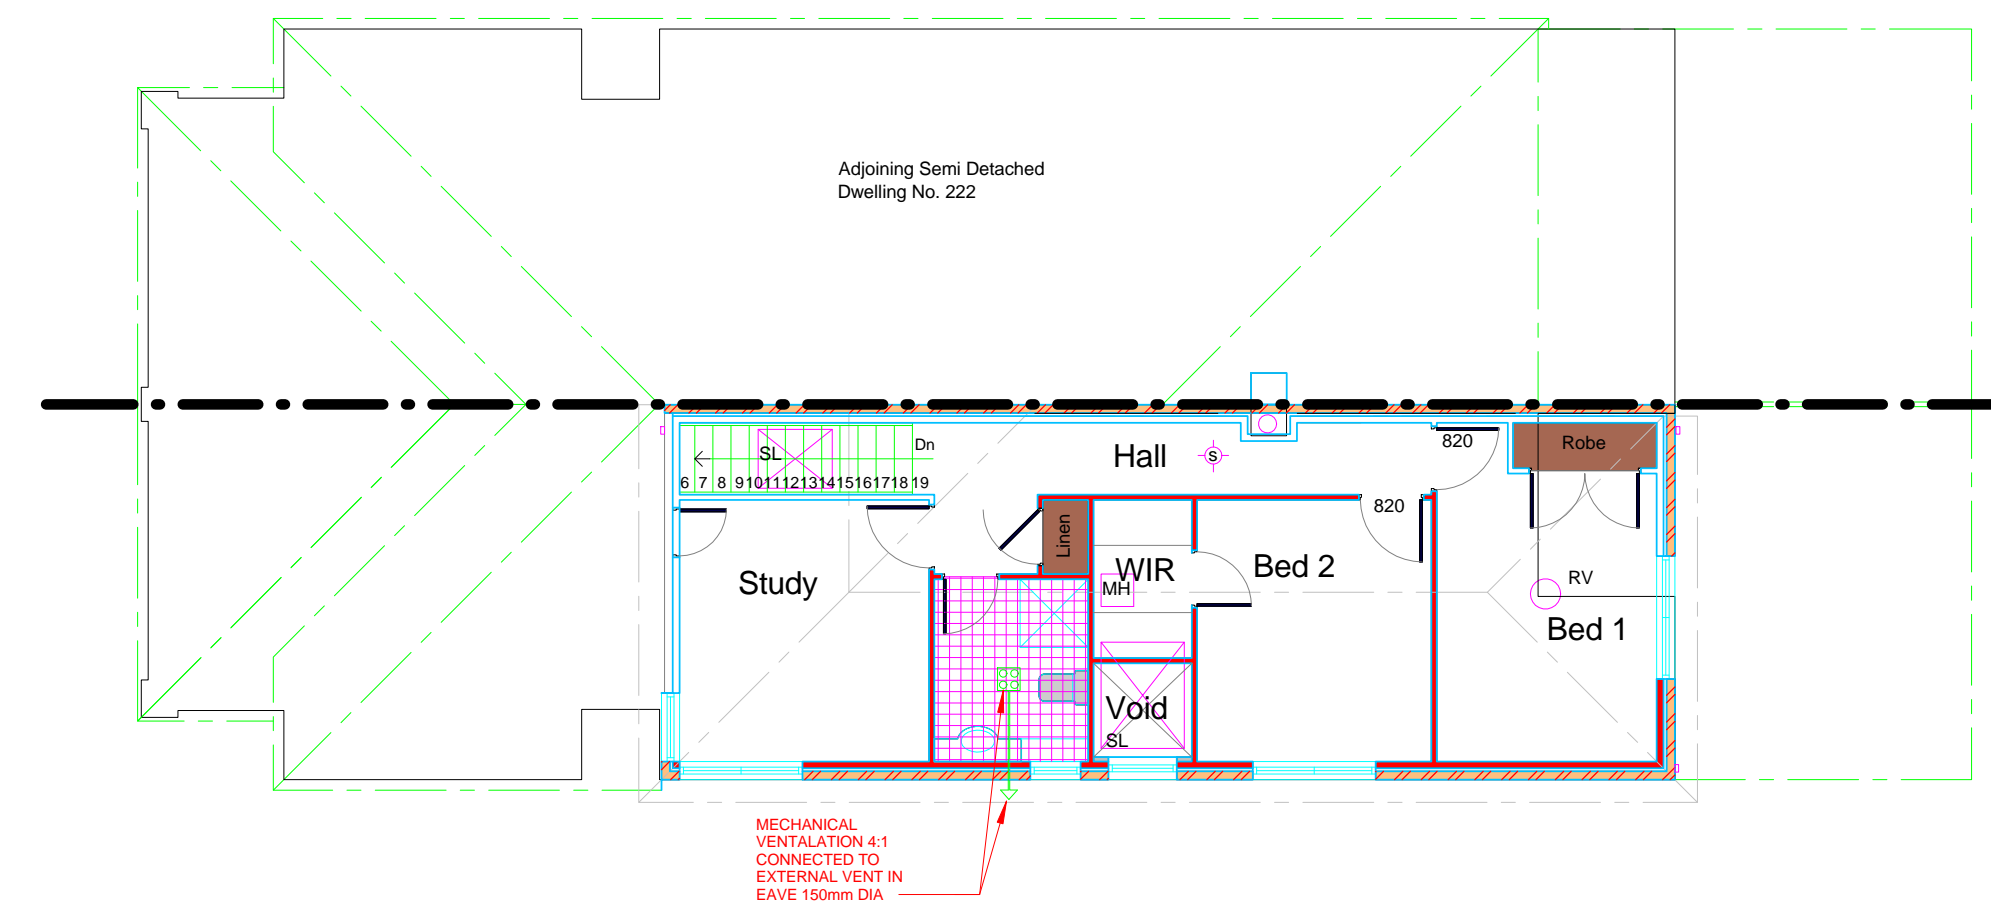 Adjoining Semi Detached
Dwelling No. 222
SL
Dn
6 7 8 9 10 11 12 13 14 15 16 17 18 19
Hall
S
820
Robe
820
Linen
Study
WIR
MH
Bed 2
RV
Bed 1
Void
SL
MECHANICAL
VENTALATION 4:1
CONNECTED TO
EXTERNAL VENT IN
EAVE 150mm DIA